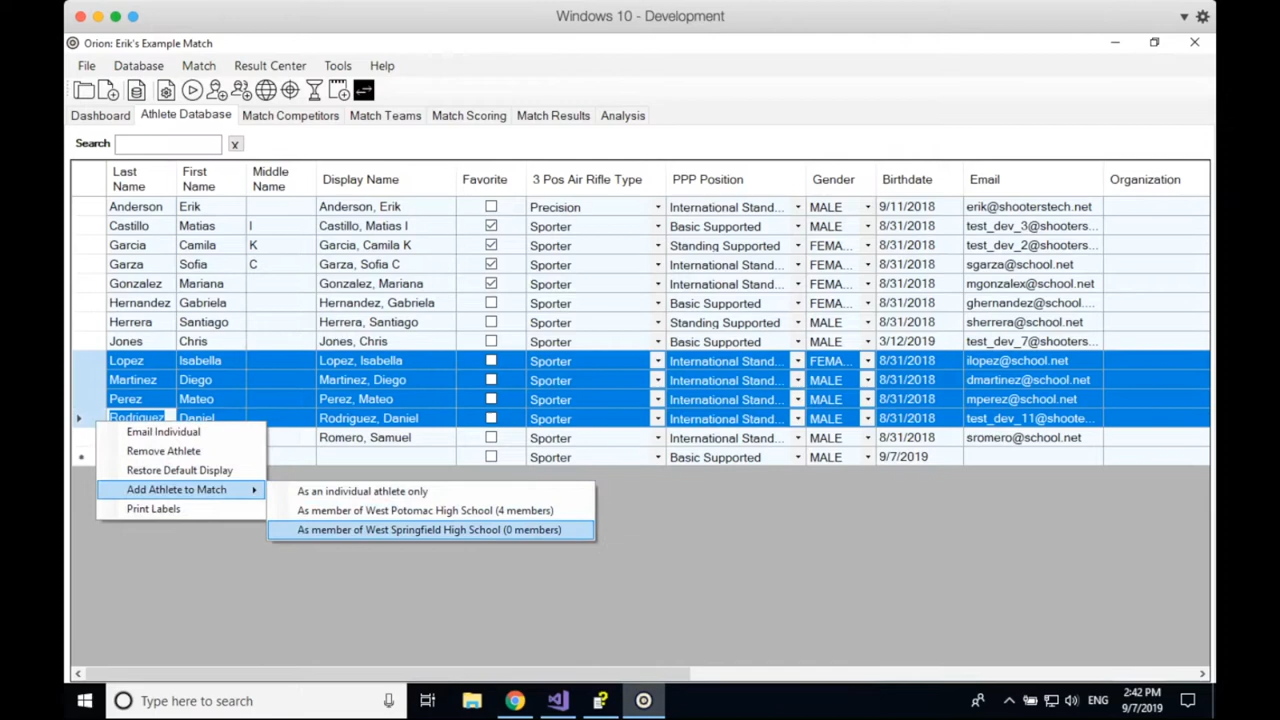 Windows 10 - Development
Orion: Erik's Example Match
File Database Match Result Center Tools Help
Dashboard Athlete Database Match Competitors Match Teams Match Scoring Match Results Analysis
Search x
Last Name First Name Middle Name Display Name Favorite 3 Pos Air Rifle Type PPP Position Gender Birthdate Email Organization
Anderson Erik Anderson, Erik Precision International Stand... MALE 9/11/2018 erik@shooterstech.net
Castillo Matias I Castillo, Matias I Sporter Basic Supported MALE 8/31/2018 test_dev_3@shooters...
Garcia Camila K Garcia, Camila K Sporter Standing Supported FEMA... 8/31/2018 test_dev_2@shooters...
Garza Sofia C Garza, Sofia C Sporter International Stand... FEMA... 8/31/2018 sgarza@school.net
Gonzalez Mariana Gonzalez, Mariana Sporter International Stand... FEMA... 8/31/2018 mgonzalex@school.net
Hernandez Gabriela Hernandez, Gabriela Sporter Basic Supported FEMA... 8/31/2018 ghernandez@school....
Herrera Santiago Herrera, Santiago Sporter Standing Supported MALE 8/31/2018 sherrera@school.net
Jones Chris Jones, Chris Sporter Basic Supported MALE 3/12/2019 test_dev_7@shooters...
Lopez Isabella Lopez, Isabella Sporter International Stand... FEMA... 8/31/2018 ilopez@school.net
Martinez Diego Martinez, Diego Sporter International Stand... MALE 8/31/2018 dmartinez@school.net
Perez Mateo Perez, Mateo Sporter International Stand... MALE 8/31/2018 mperez@school.net
Rodriguez Daniel Rodriguez, Daniel Sporter International Stand... MALE 8/31/2018 test_dev_11@shoote...
Romero, Samuel Sporter International Stand... MALE 8/31/2018 sromero@school.net
Sporter Basic Supported MALE 9/7/2019
Email Individual
Remove Athlete
Restore Default Display
Add Athlete to Match
Print Labels
As an individual athlete only
As member of West Potomac High School (4 members)
As member of West Springfield High School (0 members)
Type here to search
ENG
2:42 PM
9/7/2019